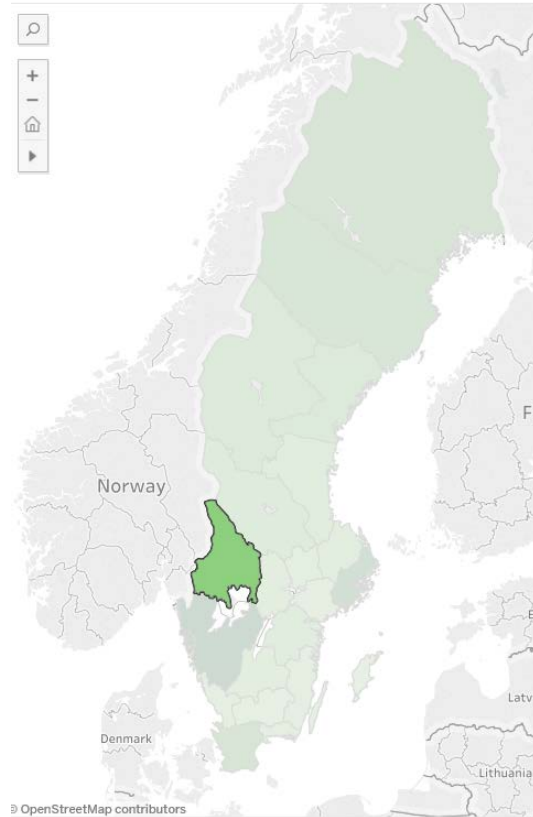 Norway
F
E
Denmark
Latv
Lithuania
© OpenStreetMap contributors